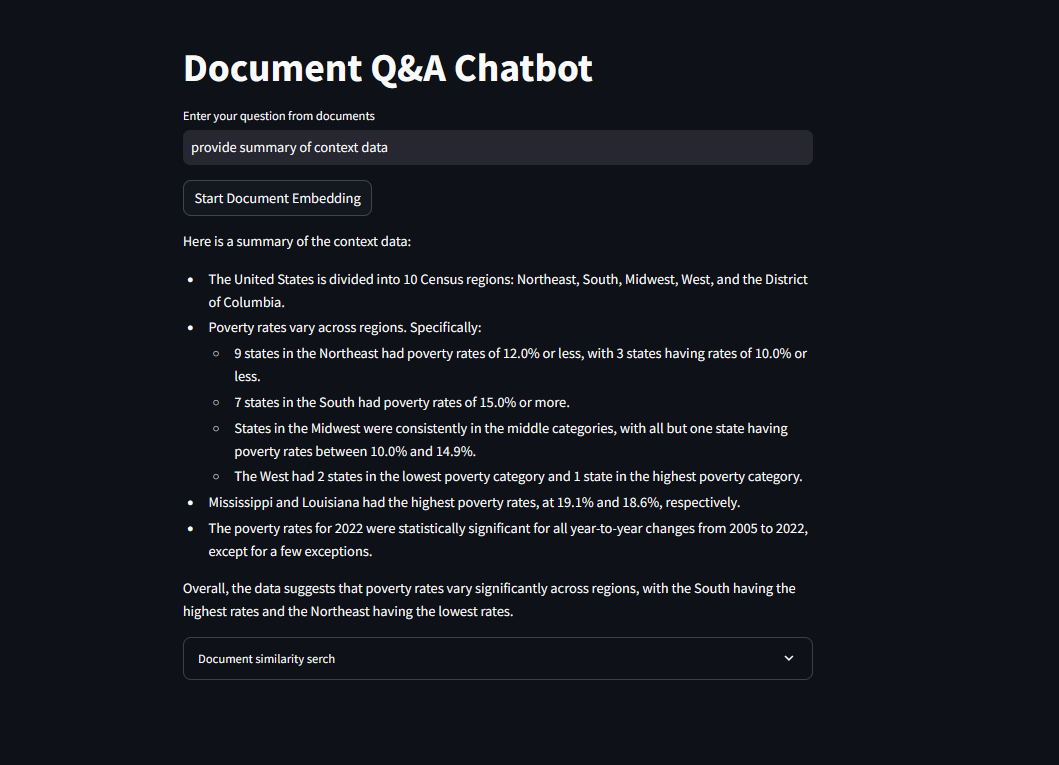 Document Q&A Chatbot
Enter your question from documents
provide summary of context data
Start Document Embedding
Here is a summary of the context data:
The United States is divided into 10 Census regions: Northeast, South, Midwest, West, and the District
of Columbia.
Poverty rates vary across regions. Specifically:
9 states in the Northeast had poverty rates of 12.0% or less, with 3 states having rates of 10.0% or
less.
7 states in the South had poverty rates of 15.0% or more.
States in the Midwest were consistently in the middle categories, with all but one state having
poverty rates between 10.0% and 14.9%.
The West had 2 states in the lowest poverty category and 1 state in the highest poverty category.
Mississippi and Louisiana had the highest poverty rates, at 19.1% and 18.6%, respectively.
The poverty rates for 2022 were statistically significant for all year-to-year changes from 2005 to 2022,
except for a few exceptions.
Overall, the data suggests that poverty rates vary significantly across regions, with the South having the
highest rates and the Northeast having the lowest rates.
Document similarity serch